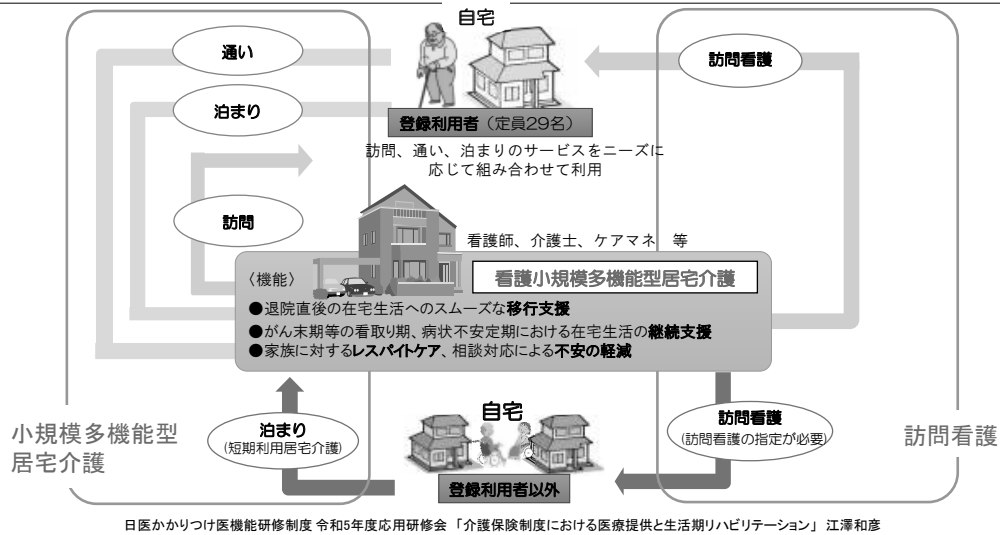 自宅
通い
訪問看護
泊まり
登録利用者（定員29名）
訪問、通い、泊まりのサービスをニーズに
応じて組み合わせて利用
訪問
看護師、介護士、ケアマネ　等
〈機能〉
看護小規模多機能型居宅介護
●退院直後の在宅生活へのスムーズな移行支援
●がん末期等の看取り期、病状不安定期における在宅生活の継続支援
●家族に対するレスパイトケア、相談対応による不安の軽減
小規模多機能型
居宅介護
泊まり
(短期利用居宅介護)
自宅
登録利用者以外
訪問看護
(訪問看護の指定が必要)
訪問看護
日医かかりつけ医機能研修制度 令和5年度応用研修会 「介護保険制度における医療提供と生活期リハビリテーション」 江澤和彦